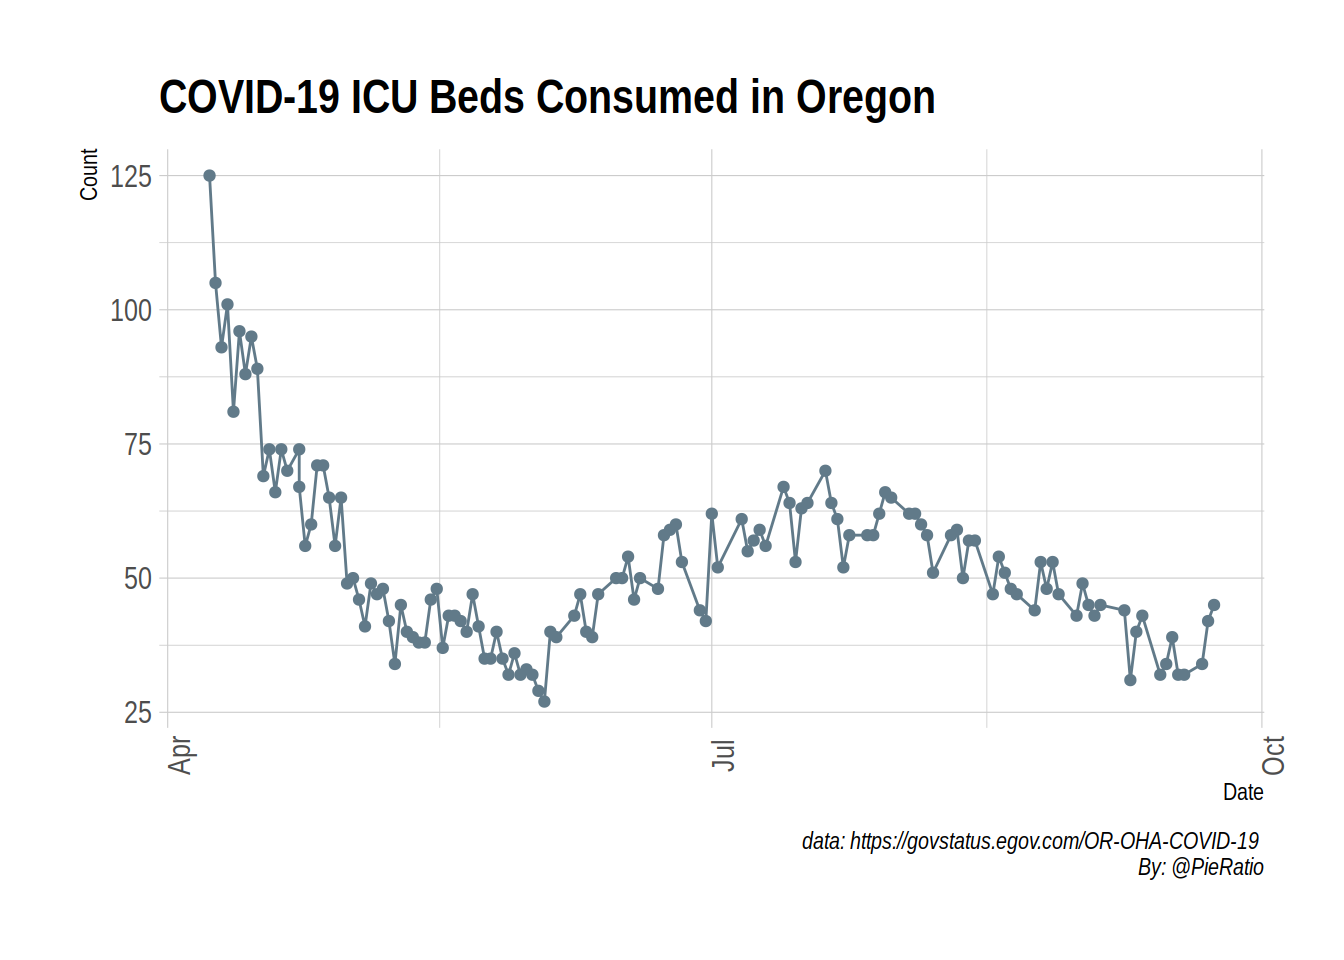 COVID-19 ICU Beds Consumed in Oregon
Count
125
100
75
50
25
Apr
Jul
Oct
Date
data: https://govstatus.egov.com/OR-OHA-COVID-19
By: @PieRatio